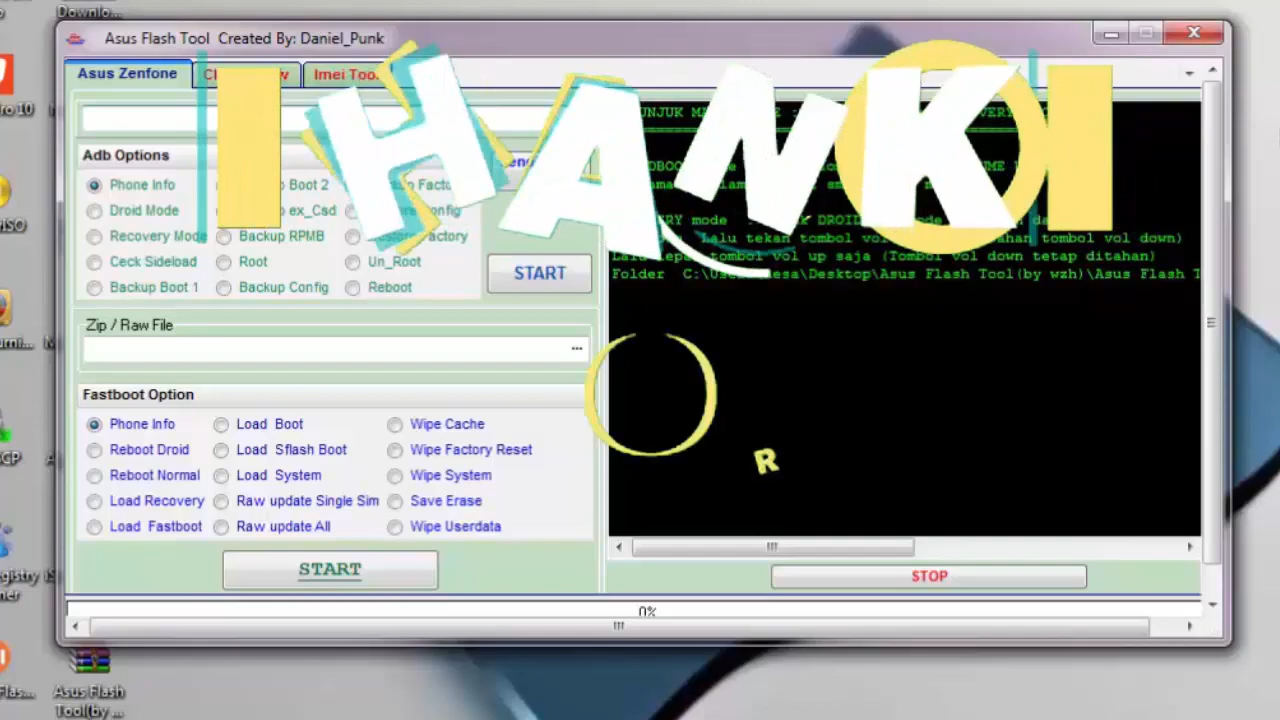 Downlo...
Asus Flash Tool  Created By: Daniel_Punk
Asus Zenfone
Imei Too
THANK
R
Adb Options
Phone Info
Boot 2
Droid Mode
ex_Csd
Recovery Mode
Backup RPMB
Factory
Ceck Sideload
Root
Un_Root
Backup Boot 1
Backup Config
Reboot
START
Zip / Raw File
...
Fastboot Option
Phone Info
Load Boot
Wipe Cache
Reboot Droid
Load Sflash Boot
Wipe Factory Reset
Reboot Normal
Load System
Wipe System
Load Recovery
Raw update Single Sim
Save Erase
Load Fastboot
Raw update All
Wipe Userdata
START
mode
Lalu tekan tombol vol
ahan tombol vol down)
Lalu lepas tombol vol up saja (Tombol vol down tetap ditahan)
Folder
\Desktop\Asus Flash Tool(by wzh)\Asus Flash T
STOP
0%
Asus Flash
Tool(by ...